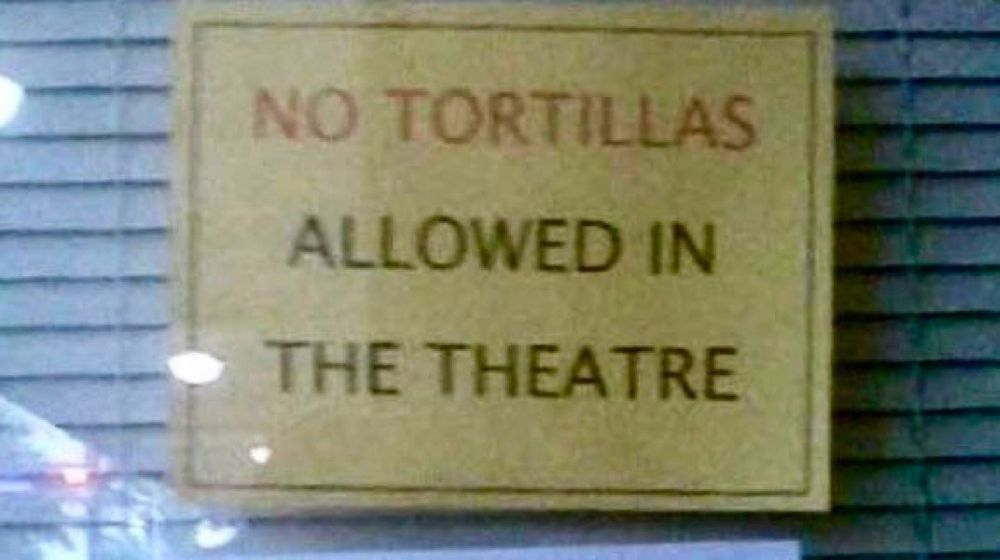 NO TORTILLAS
ALLOWED IN
THE THEATRE